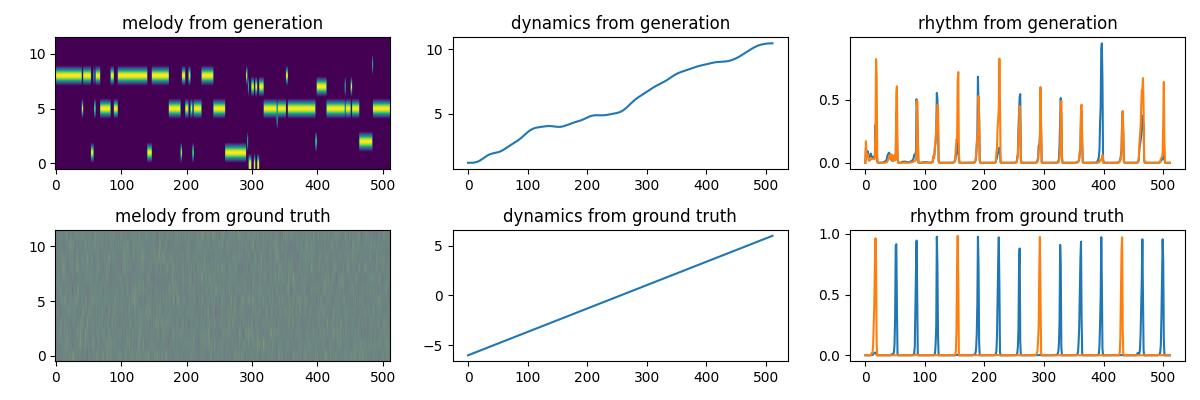 melody from generation
10
5
0
0 100 200 300 400 500
dynamics from generation
10
5
0 100 200 300 400 500
rhythm from generation
0.5
0.0
0 100 200 300 400 500
melody from ground truth
10
5
0
0 100 200 300 400 500
dynamics from ground truth
5
0
−5
0 100 200 300 400 500
rhythm from ground truth
1.0
0.5
0.0
0 100 200 300 400 500